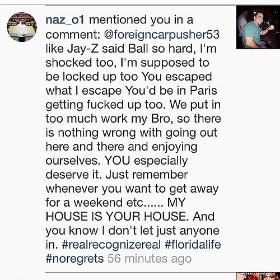 naz_o1 mentioned you in a
comment: @foreigncarpusher53
like Jay-Z said Ball so hard, I'm
shocked too, I'm supposed to
be locked up too You escaped
what I escape You'd be in Paris
getting fucked up too. We put in
too much work my Bro, so there
is nothing wrong with going out
here and there and enjoying
ourselves. YOU especially
deserve it. Just remember
whenever you want to get away
for a weekend etc...... MY
HOUSE IS YOUR HOUSE. And
you know I don't let just anyone
in. #realrecognizereal #floridalife
#noregrets 56 minutes ago